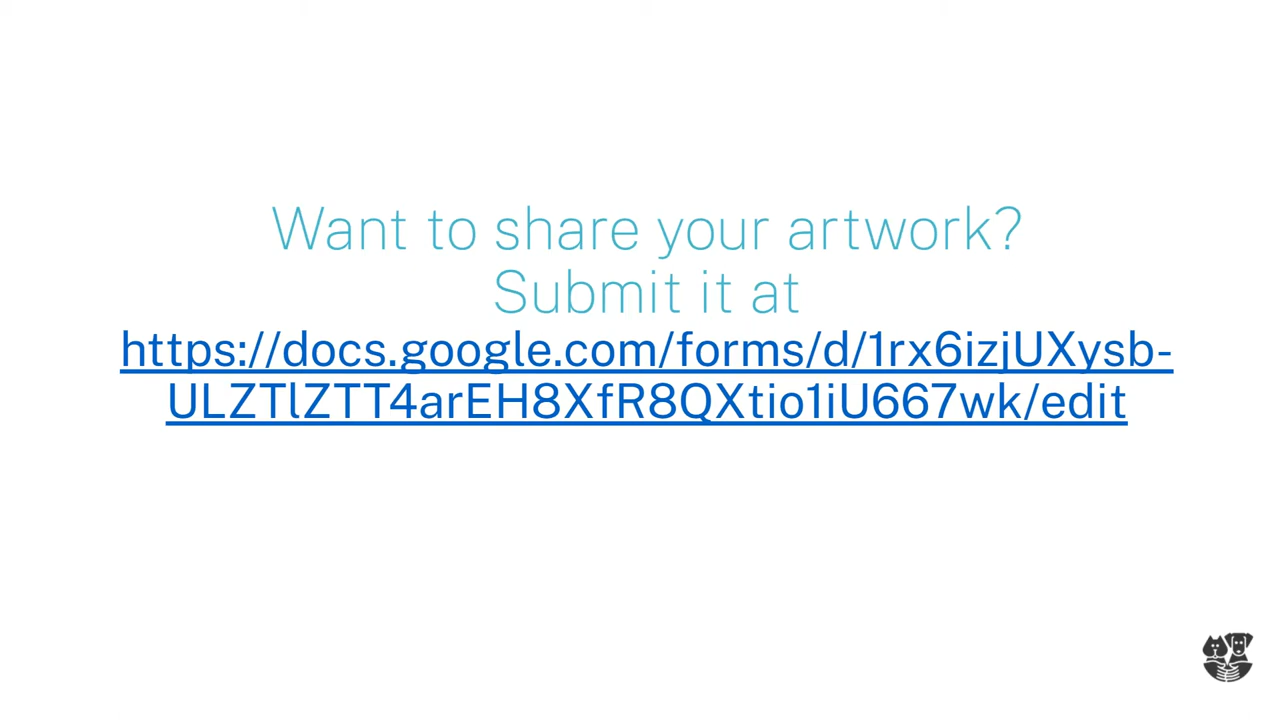 Want to share your artwork?
Submit it at
https://docs.google.com/forms/d/1rx6izjUXysb-
ULZTlZTT4arEH8XfR8QXtio1iU667wk/edit